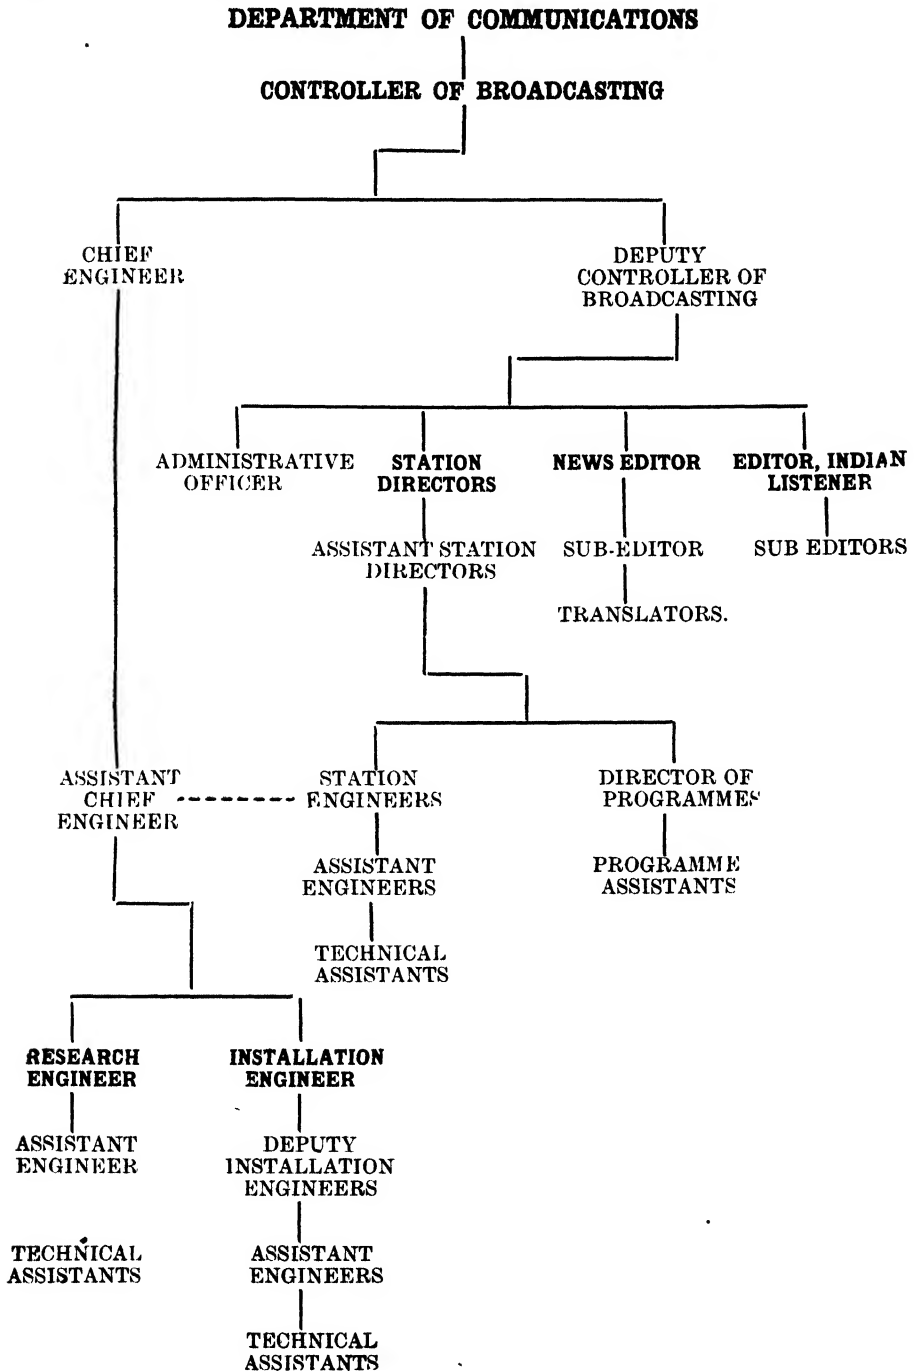 DEPARTMENT OF COMMUNICATIONS
CONTROLLER OF BROADCASTING
CHIEF
ENGINEER
DEPUTY
CONTROLLER OF
BROADCASTING
ADMINISTRATIVE
OFFICER
STATION
DIRECTORS
NEWS EDITOR
EDITOR, INDIAN
LISTENER
ASSISTANT STATION
DIRECTORS
SUB-EDITOR
SUB EDITORS
TRANSLATORS.
ASSISTANT
CHIEF
ENGINEER
STATION
ENGINEERS
DIRECTOR OF
PROGRAMMES
ASSISTANT
ENGINEERS
PROGRAMME
ASSISTANTS
TECHNICAL
ASSISTANTS
RESEARCH
ENGINEER
INSTALLATION
ENGINEER
ASSISTANT
ENGINEER
DEPUTY
INSTALLATION
ENGINEERS
TECHNICAL
ASSISTANTS
ASSISTANT
ENGINEERS
TECHNICAL
ASSISTANTS